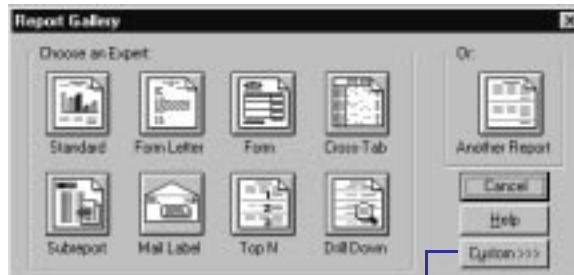 Report Gallery
Choose an Expert:
Or:
Standard
Form Letter
Form
Cross-Tab
Another Report
Subreport
Mail Label
Top N
Drill Down
Cancel
Help
Custom >>>